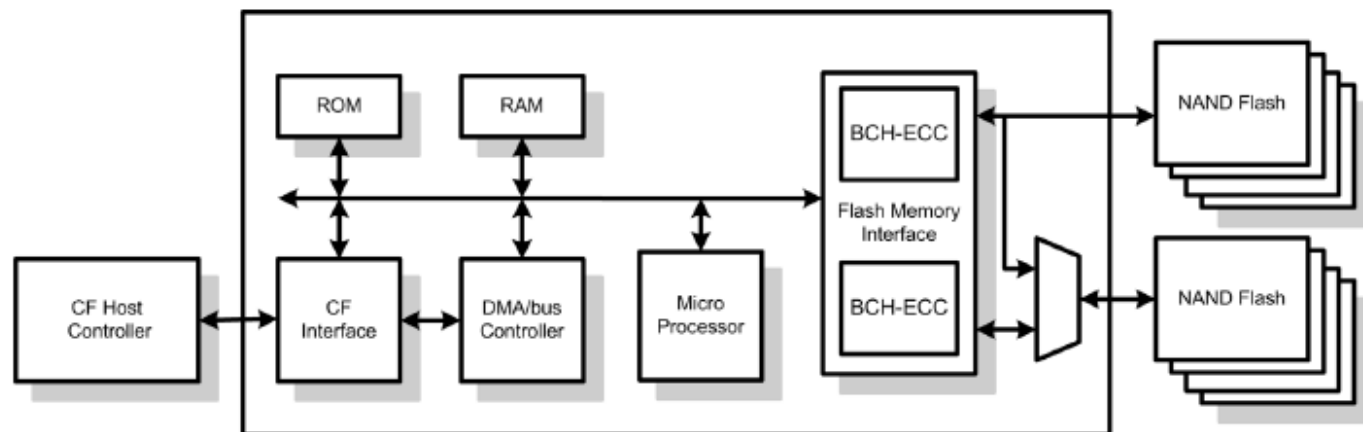 ROM
RAM
BCH-ECC
NAND Flash
Flash Memory
Interface
CF Host
Controller
CF
Interface
DMA/bus
Controller
Micro
Processor
BCH-ECC
NAND Flash